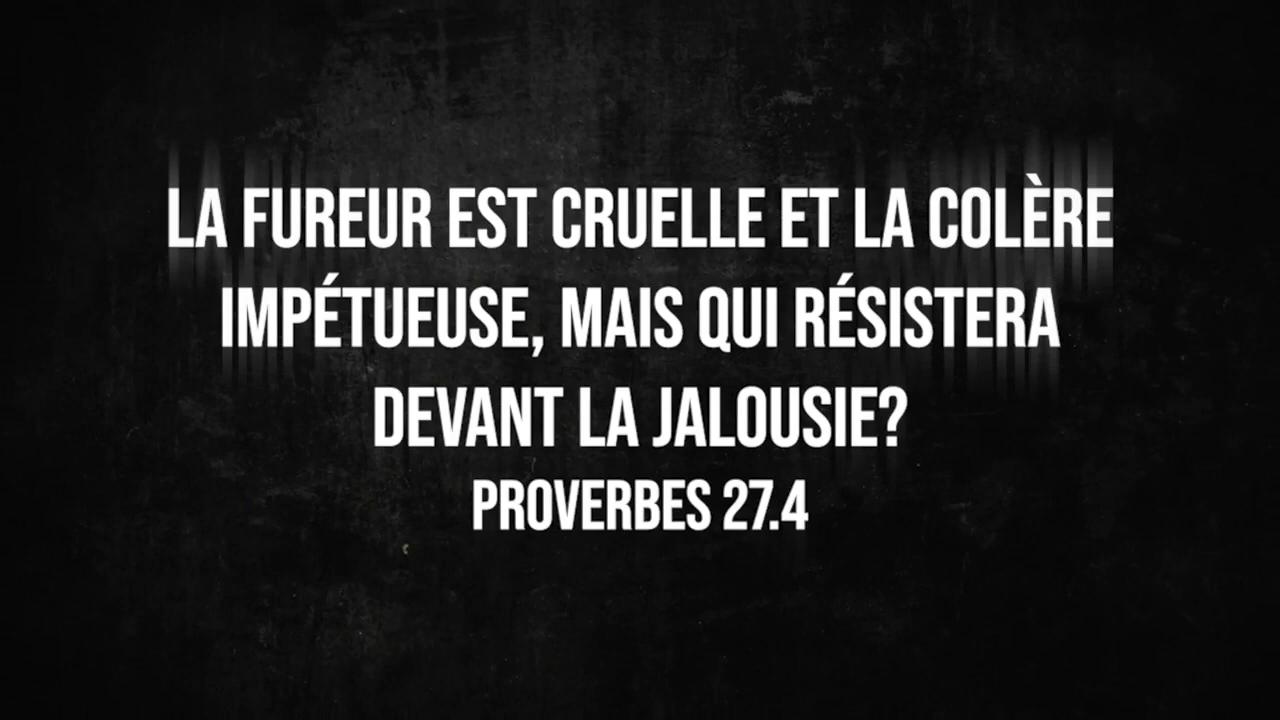 LA FUREUR EST CRUELLE ET LA COLÈRE
IMPÉTUEUSE, MAIS QUI RÉSISTERA
DEVANT LA JALOUSIE?
PROVERBES 27.4